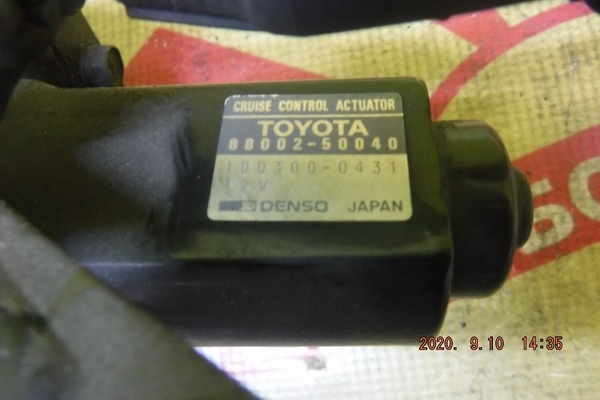 CRUISE CONTROL ACTUATOR
TOYOTA
88002-50040
100300-0431
12V
DENSO JAPAN
2020. 9.10 14:35